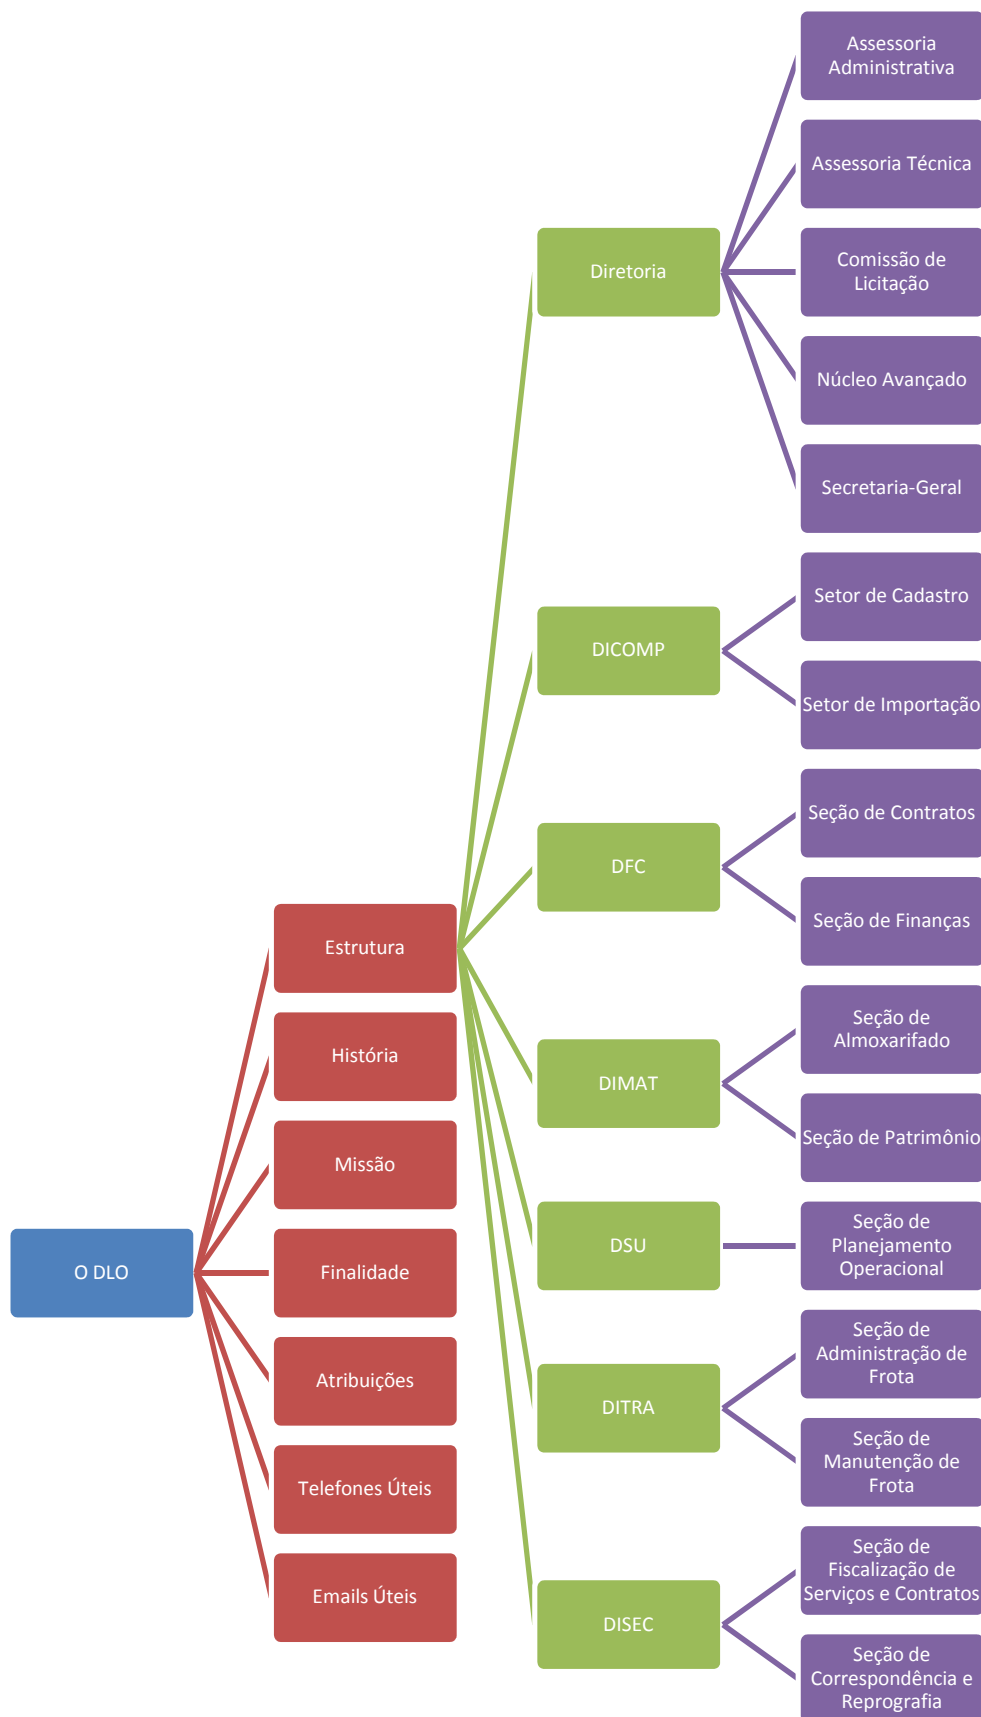 O DLO
Estrutura
História
Missão
Finalidade
Atribuições
Telefones Úteis
Emails Úteis
Diretoria
DICOMP
DFC
DIMAT
DSU
DITRA
DISEC
Assessoria
Administrativa
Assessoria Técnica
Comissão de
Licitação
Núcleo Avançado
Secretaria-Geral
Setor de Cadastro
Setor de Importação
Seção de Contratos
Seção de Finanças
Seção de
Almoxarifado
Seção de Patrimônio
Seção de
Planejamento
Operacional
Seção de
Administração de
Frota
Seção de
Manutenção de
Frota
Seção de
Fiscalização de
Serviços e Contratos
Seção de
Correspondência e
Reprografia